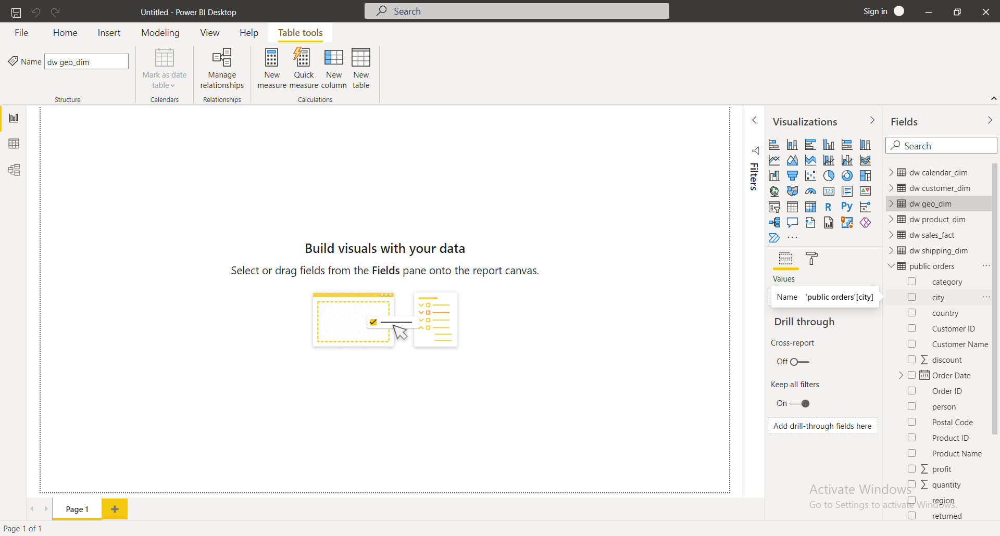 Untitled - Power BI Desktop
Search
Sign in
File
Home
Insert
Modeling
View
Help
Table tools
Name
dw geo_dim
Structure
Mark as date
table
Calendars
Manage
relationships
Relationships
New
measure
Quick
measure
New
column
New
table
Calculations
Build visuals with your data
Select or drag fields from the Fields pane onto the report canvas.
Filters
Visualizations
123
R
Py
Values
Name 'public orders'[city]
Drill through
Cross-report
Off
Keep all filters
On
Add drill-through fields here
Fields
Search
dw calendar_dim
dw customer_dim
dw geo_dim
dw product_dim
dw sales_fact
dw shipping_dim
public orders
category
city
country
Customer ID
Customer Name
discount
Order Date
Order ID
person
Postal Code
Product ID
Product Name
profit
quantity
region
returned
Activate Windows
Go to Settings to activate Windows.
Page 1
Page 1 of 1